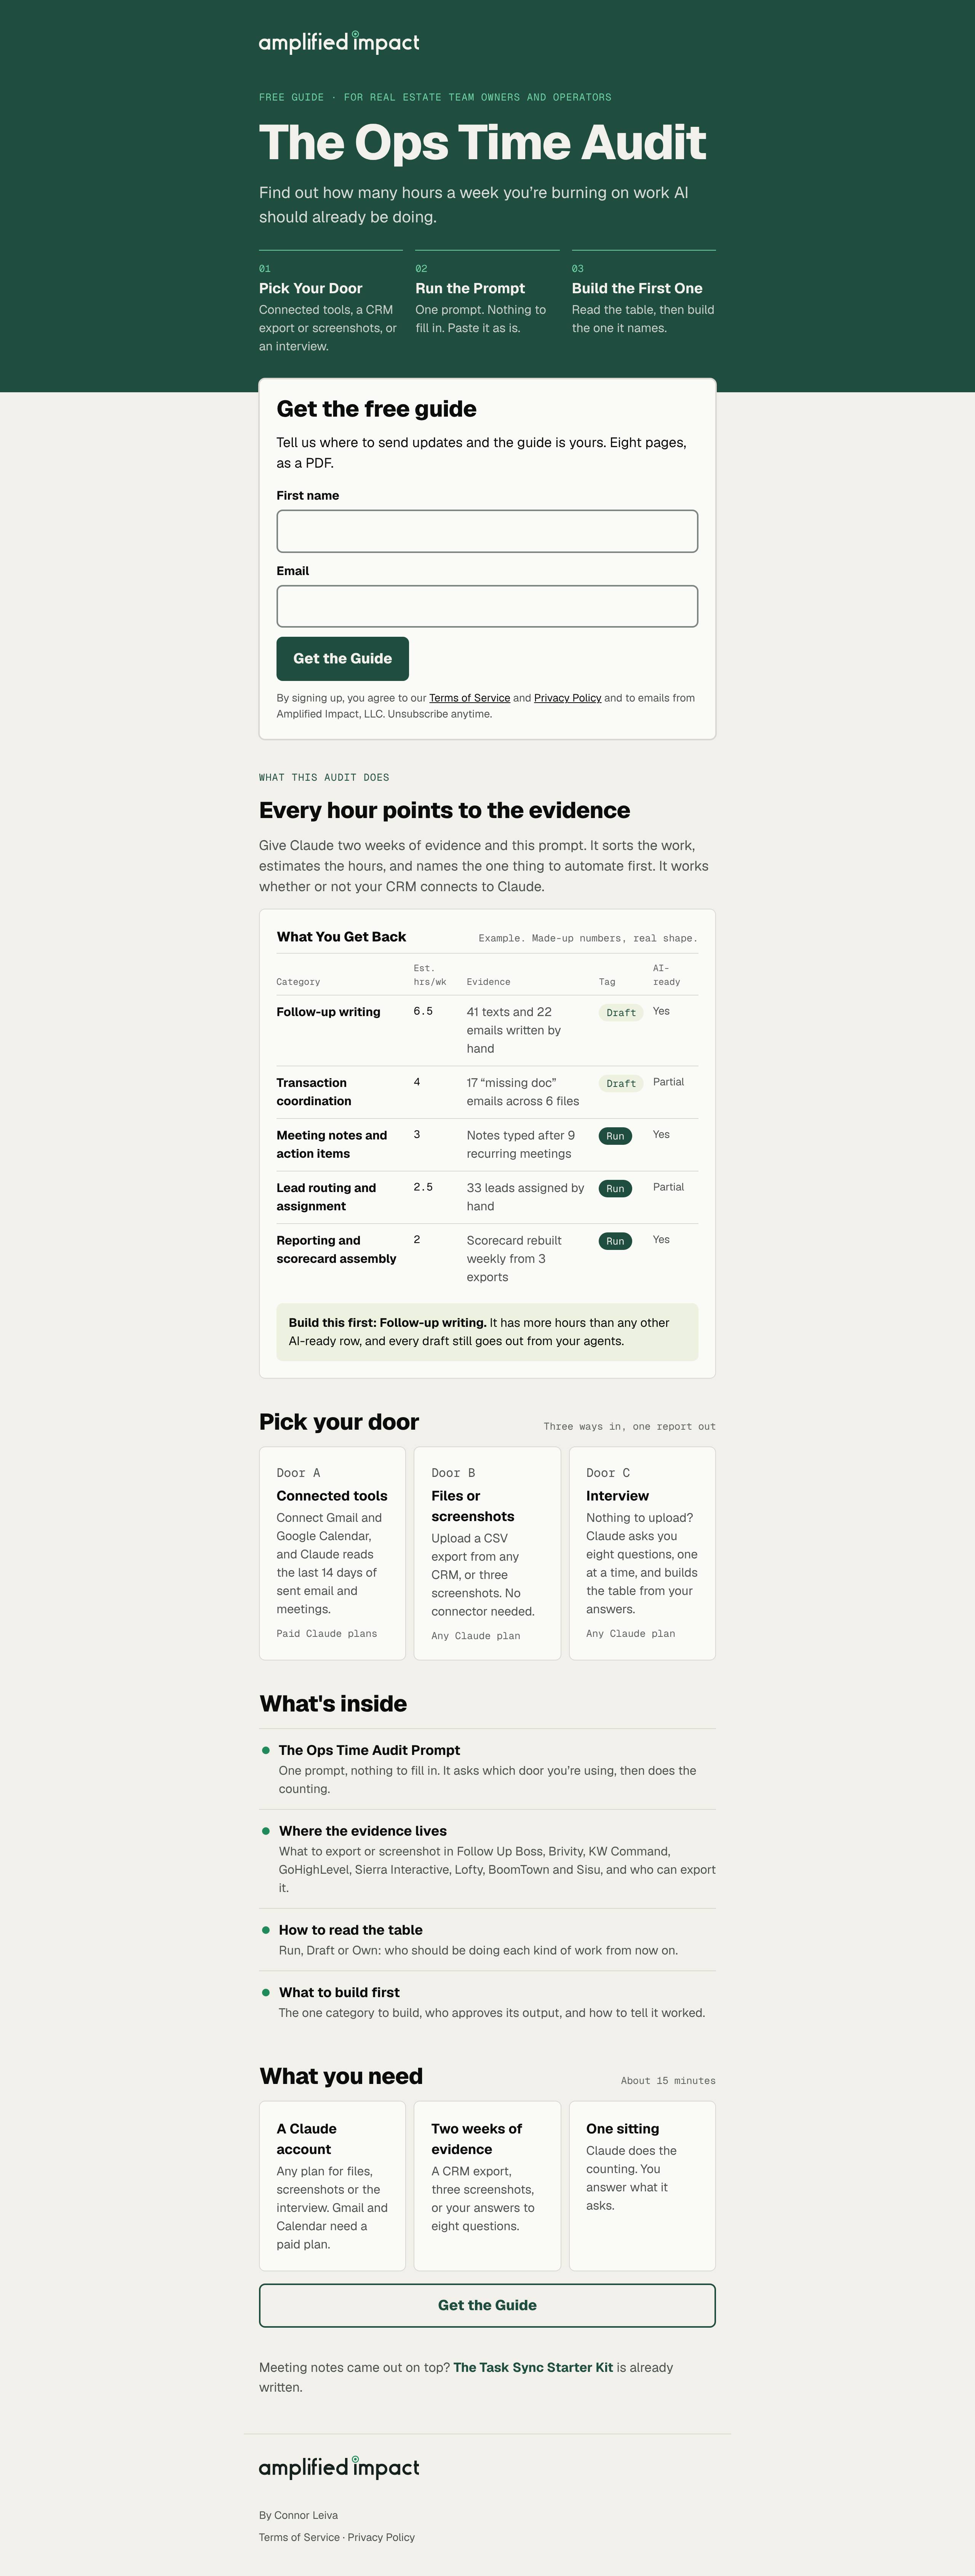 amplified impact
FREE GUIDE · FOR REAL ESTATE TEAM OWNERS AND OPERATORS
The Ops Time Audit
Find out how many hours a week you’re burning on work AI
should already be doing.
01
Pick Your Door
Connected tools, a CRM
export or screenshots, or
an interview.
02
Run the Prompt
One prompt. Nothing to
fill in. Paste it as is.
03
Build the First One
Read the table, then build
the one it names.
Get the free guide
Tell us where to send updates and the guide is yours. Eight pages,
as a PDF.
First name
Email
Get the Guide
By signing up, you agree to our Terms of Service and Privacy Policy and to emails from
Amplified Impact, LLC. Unsubscribe anytime.
WHAT THIS AUDIT DOES
Every hour points to the evidence
Give Claude two weeks of evidence and this prompt. It sorts the work,
estimates the hours, and names the one thing to automate first. It works
whether or not your CRM connects to Claude.
What You Get Back
Example. Made-up numbers, real shape.
Category
Est.
hrs/wk
Evidence
Tag
AI-
ready
Follow-up writing
6.5
41 texts and 22
emails written by
hand
Draft
Yes
Transaction
coordination
4
17 “missing doc”
emails across 6 files
Draft
Partial
Meeting notes and
action items
3
Notes typed after 9
recurring meetings
Run
Yes
Lead routing and
assignment
2.5
33 leads assigned by
hand
Run
Partial
Reporting and
scorecard assembly
2
Scorecard rebuilt
weekly from 3
exports
Run
Yes
Build this first: Follow-up writing. It has more hours than any other
AI-ready row, and every draft still goes out from your agents.
Pick your door
Three ways in, one report out
Door A
Connected tools
Connect Gmail and
Google Calendar,
and Claude reads
the last 14 days of
sent email and
meetings.
Paid Claude plans
Door B
Files or
screenshots
Upload a CSV
export from any
CRM, or three
screenshots. No
connector needed.
Any Claude plan
Door C
Interview
Nothing to upload?
Claude asks you
eight questions, one
at a time, and builds
the table from your
answers.
Any Claude plan
What's inside
The Ops Time Audit Prompt
One prompt, nothing to fill in. It asks which door you’re using, then does the
counting.
Where the evidence lives
What to export or screenshot in Follow Up Boss, Brivity, KW Command,
GoHighLevel, Sierra Interactive, Lofty, BoomTown and Sisu, and who can export
it.
How to read the table
Run, Draft or Own: who should be doing each kind of work from now on.
What to build first
The one category to build, who approves its output, and how to tell it worked.
What you need
About 15 minutes
A Claude
account
Any plan for files,
screenshots or the
interview. Gmail and
Calendar need a
paid plan.
Two weeks of
evidence
A CRM export,
three screenshots,
or your answers to
eight questions.
One sitting
Claude does the
counting. You
answer what it
asks.
Get the Guide
Meeting notes came out on top? The Task Sync Starter Kit is already
written.
amplified impact
By Connor Leiva
Terms of Service · Privacy Policy